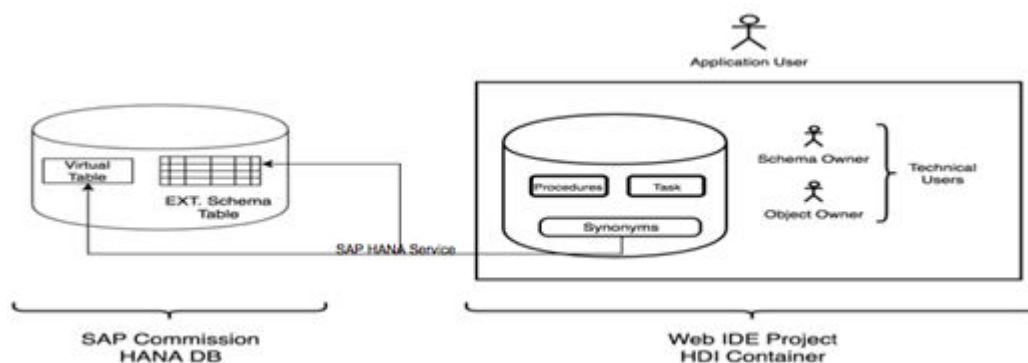 Application User
Virtual
Table
EXT. Schema
Table
Procedures
Task
Synonyms
Schema Owner
Object Owner
Technical
Users
SAP HANA Service
SAP Commission
HANA DB
Web IDE Project
HDI Container